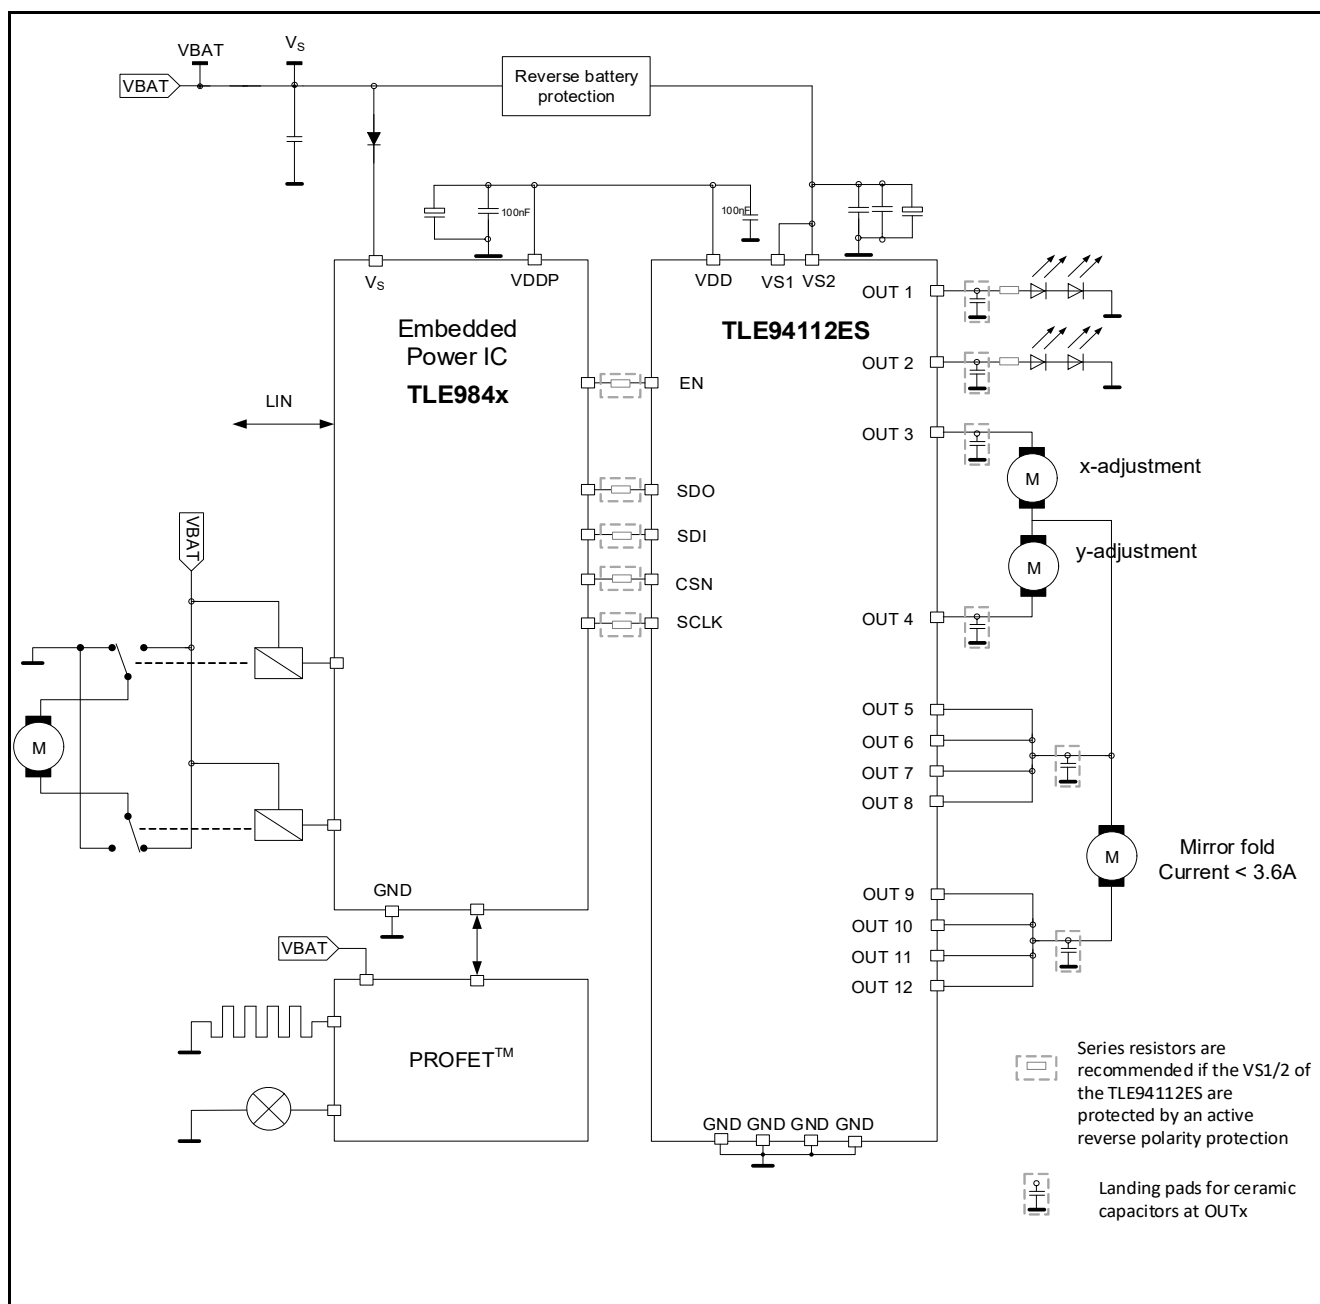 VBAT
VS
VBAT
Reverse battery
protection
100nF
100nF
VS
VDDP
VDD
VS1
VS2
OUT 1
Embedded
Power IC
TLE984x
TLE94112ES
OUT 2
EN
LIN
OUT 3
x-adjustment
M
SDO
VBAT
SDI
y-adjustment
M
CSN
SCLK
OUT 4
OUT 5
M
OUT 6
OUT 7
OUT 8
M
Mirror fold
Current < 3.6A
GND
OUT 9
OUT 10
VBAT
OUT 11
OUT 12
PROFET™
Series resistors are
recommended if the VS1/2 of
the TLE94112ES are
protected by an active
reverse polarity protection
GND GND GND GND
Landing pads for ceramic
capacitors at OUTx